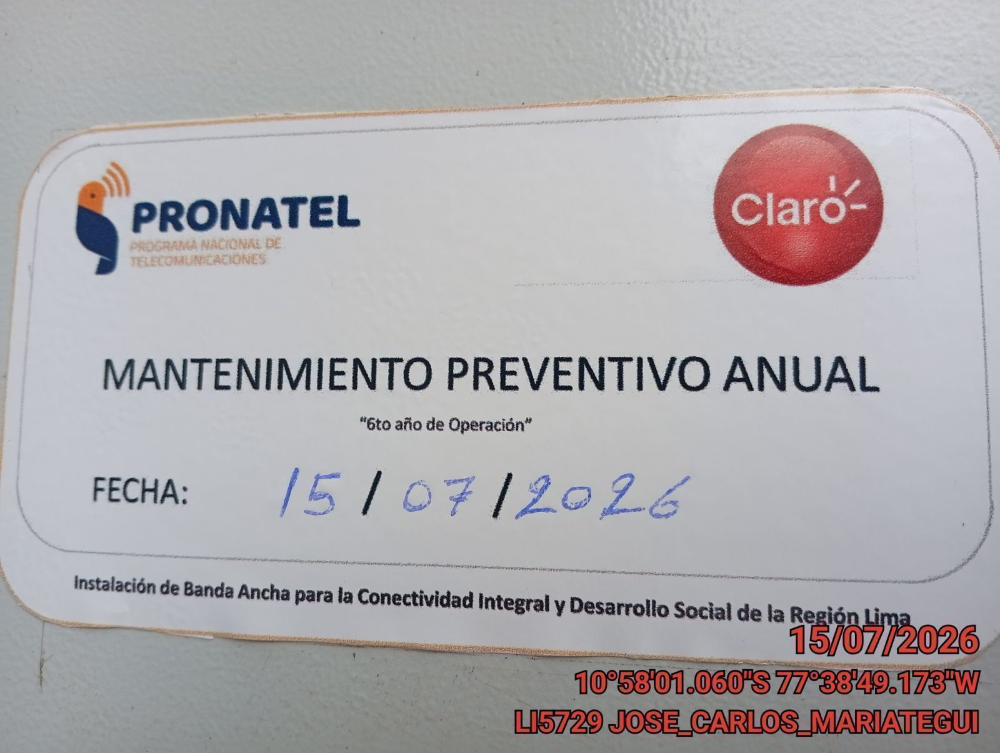 PRONATEL
PROGRAMA NACIONAL DE
TELECOMUNICACIONES
Claro
MANTENIMIENTO PREVENTIVO ANUAL
"6to año de Operación"
FECHA: 15 / 07 / 2026
Instalación de Banda Ancha para la Conectividad Integral y Desarrollo Social de la Región Lima
15/07/2026
10°58'01.060"S 77°38'49.173"W
LI5729 JOSE_CARLOS_MARIATEGUI